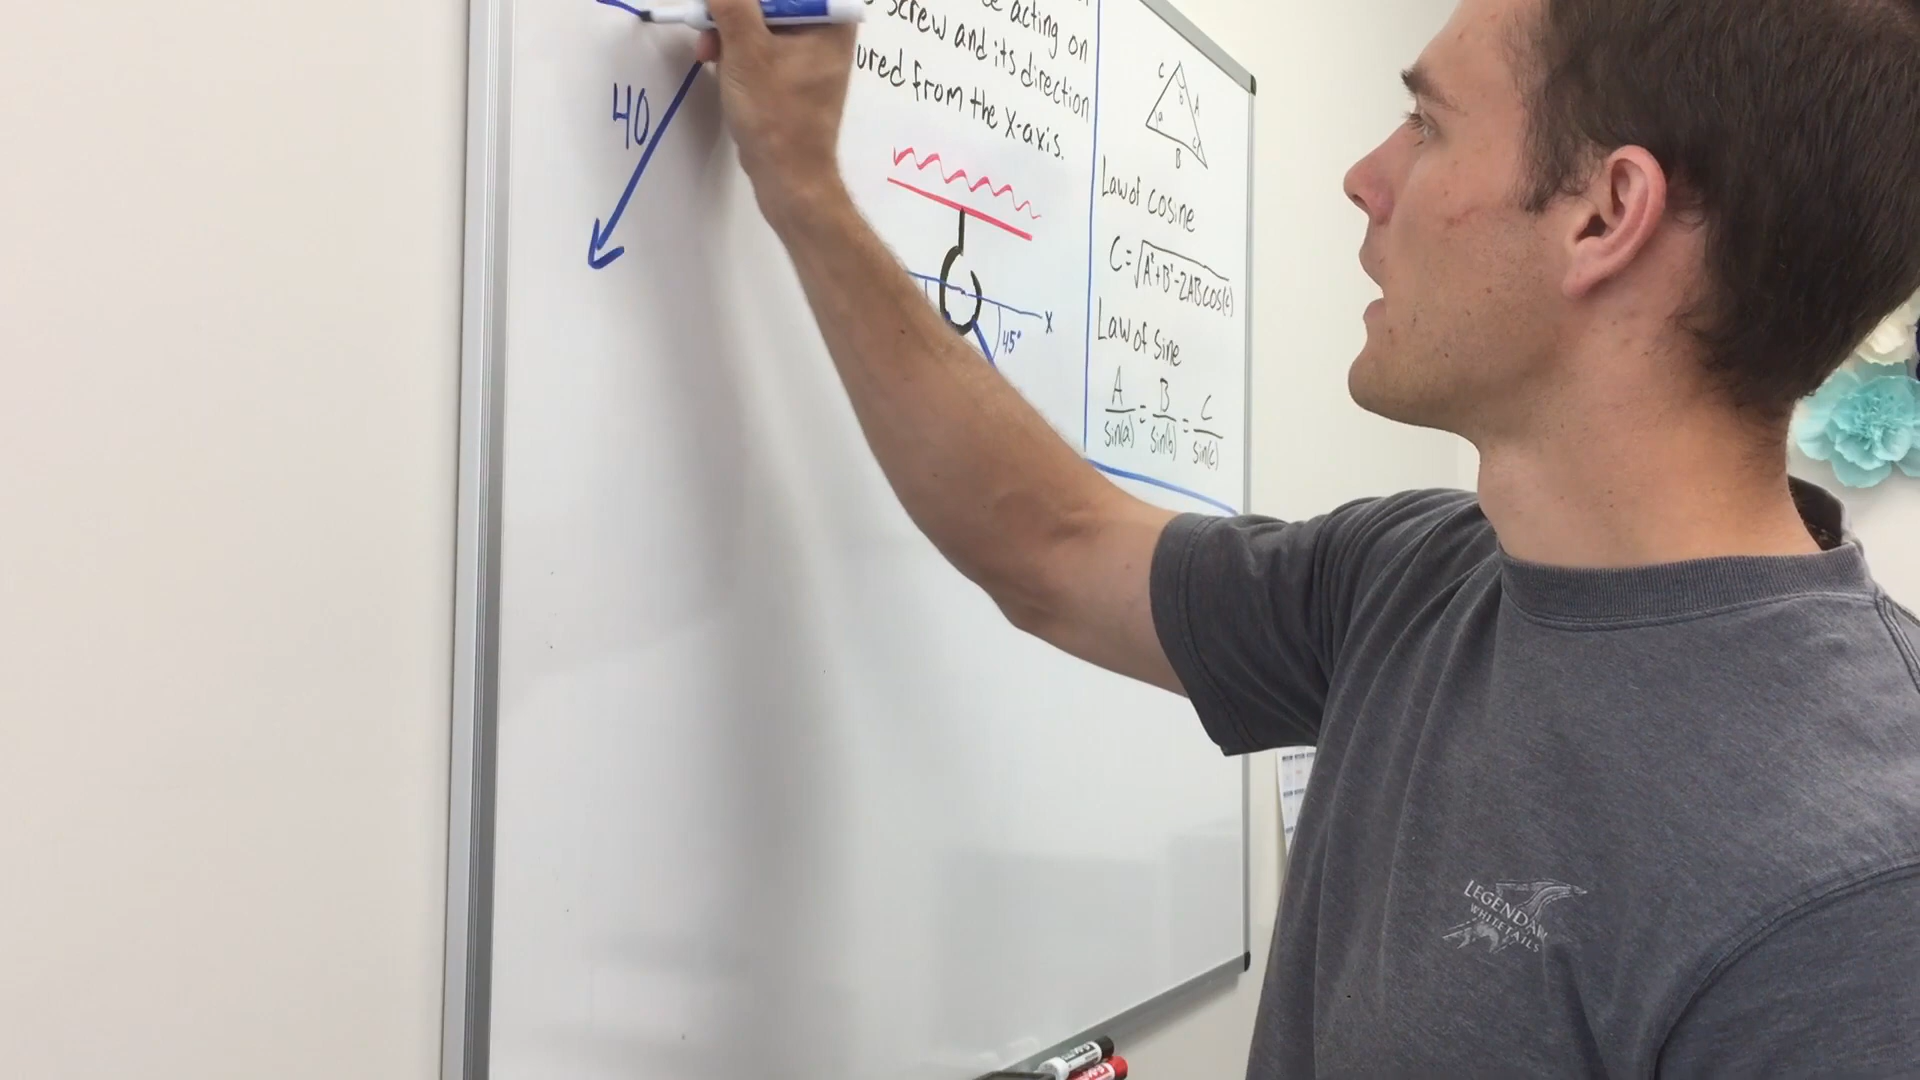 40
acting on
screw and its direction
from the x-axis.
x
45°
C
A
b
a
c
B
Law of cosine
C=√A²+B²-2ABcos(c)
Law of sine
A/sin(a) = B/sin(b) = C/sin(c)
LEGENDARY
WHITETAILS